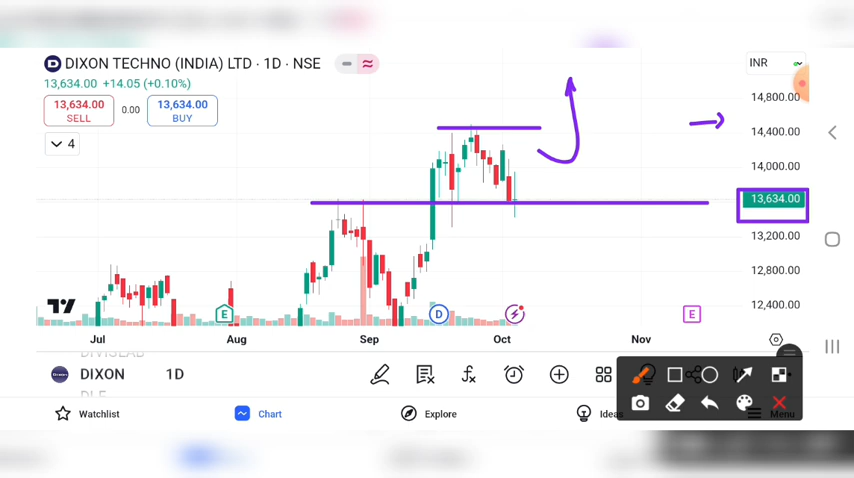 DIXON TECHNO (INDIA) LTD · 1D · NSE
INR
13,634.00 +14.05 (+0.10%)
13,634.00
SELL
0.00
13,634.00
BUY
4
14,800.00
14,400.00
14,000.00
13,634.00
13,200.00
12,800.00
12,400.00
E
D
E
Jul
Aug
Sep
Oct
Nov
DIVISLAB
DIXON
1D
DLF
Watchlist
Chart
Explore
Ideas
Menu